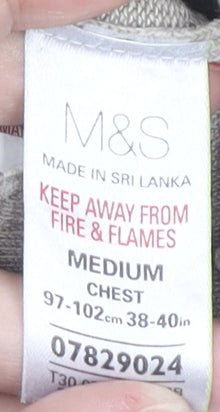 M&S
MADE IN SRI LANKA
KEEP AWAY FROM
FIRE & FLAMES
MEDIUM
CHEST
97-102cm 38-40in
07829024